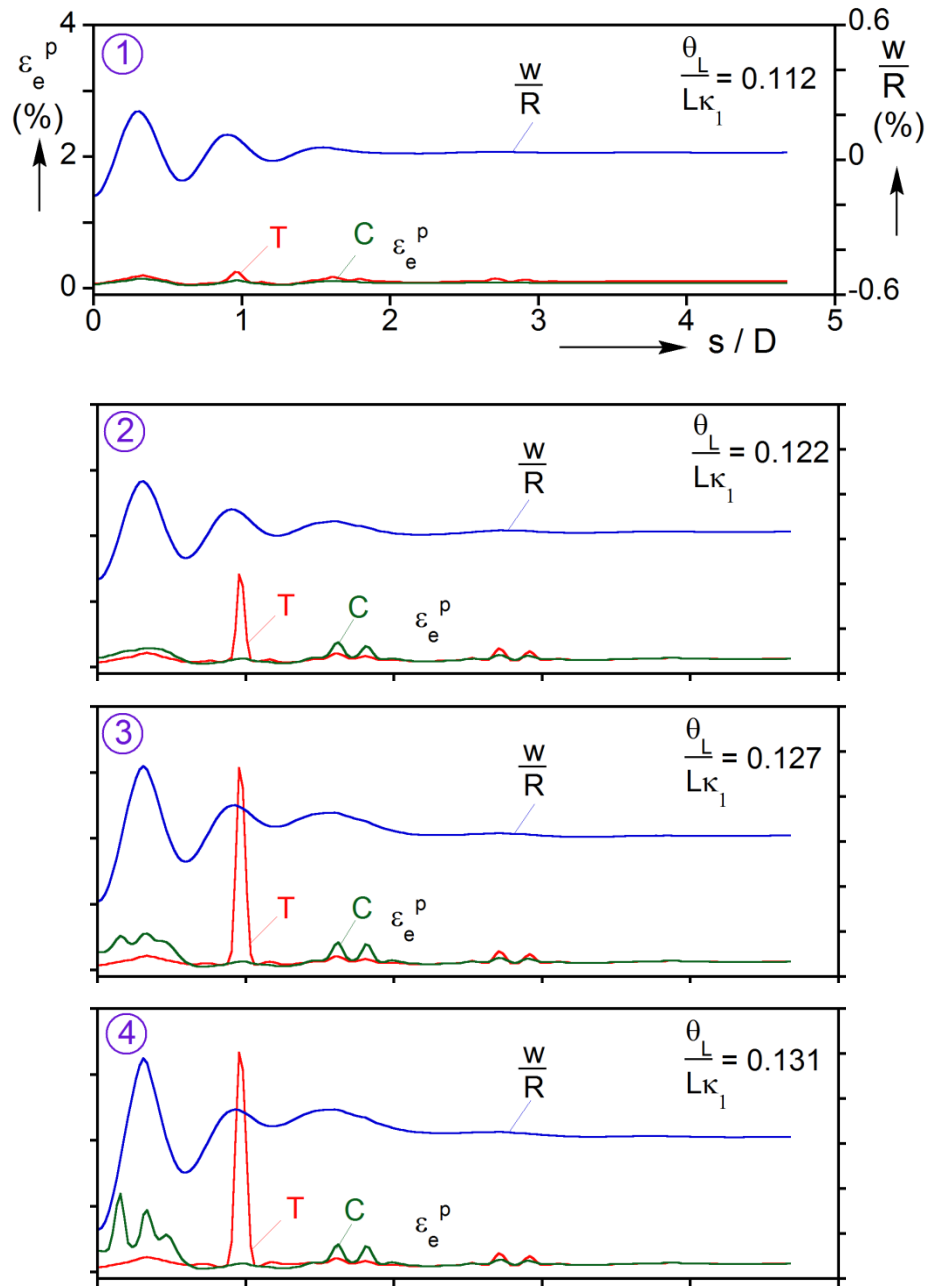 4
0.6
①
ε_e^p
(%)
w/R
θ_L/Lκ_1 = 0.112
w/R
(%)
2
0
T
C
ε_e^p
0
-0.6
0
1
2
3
4
5
s / D
②
w/R
θ_L/Lκ_1 = 0.122
T
C
ε_e^p
③
w/R
θ_L/Lκ_1 = 0.127
T
C
ε_e^p
④
w/R
θ_L/Lκ_1 = 0.131
T
C
ε_e^p